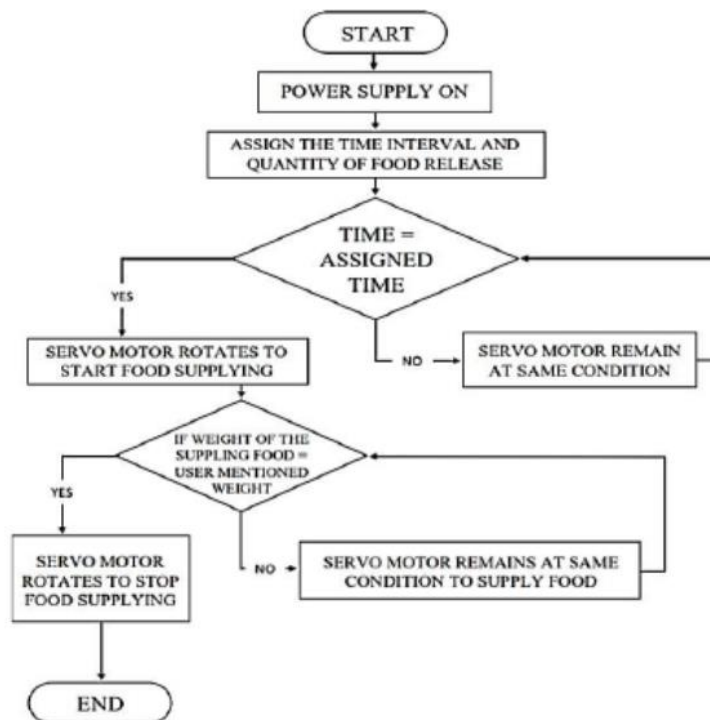 START
POWER SUPPLY ON
ASSIGN THE TIME INTERVAL AND
QUANTITY OF FOOD RELEASE
TIME =
ASSIGNED
TIME
YES
NO
SERVO MOTOR ROTATES TO
START FOOD SUPPLYING
SERVO MOTOR REMAIN
AT SAME CONDITION
IF WEIGHT OF THE
SUPPLING FOOD =
USER MENTIONED
WEIGHT
YES
NO
SERVO MOTOR
ROTATES TO STOP
FOOD SUPPLYING
SERVO MOTOR REMAINS AT SAME
CONDITION TO SUPPLY FOOD
END